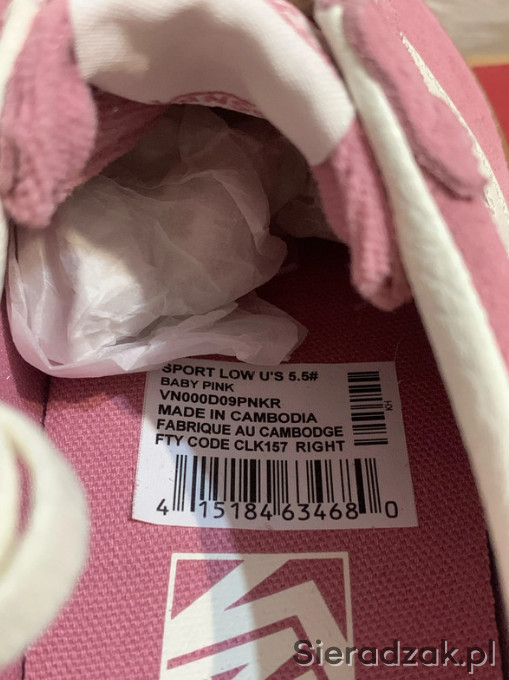 SPORT LOW U'S 5.5#
BABY PINK
VN000D09PNKR
MADE IN CAMBODIA
FABRIQUE AU CAMBODGE
FTY CODE CLK157 RIGHT
KH
4 15184 63468 0
Sieradzak.pl